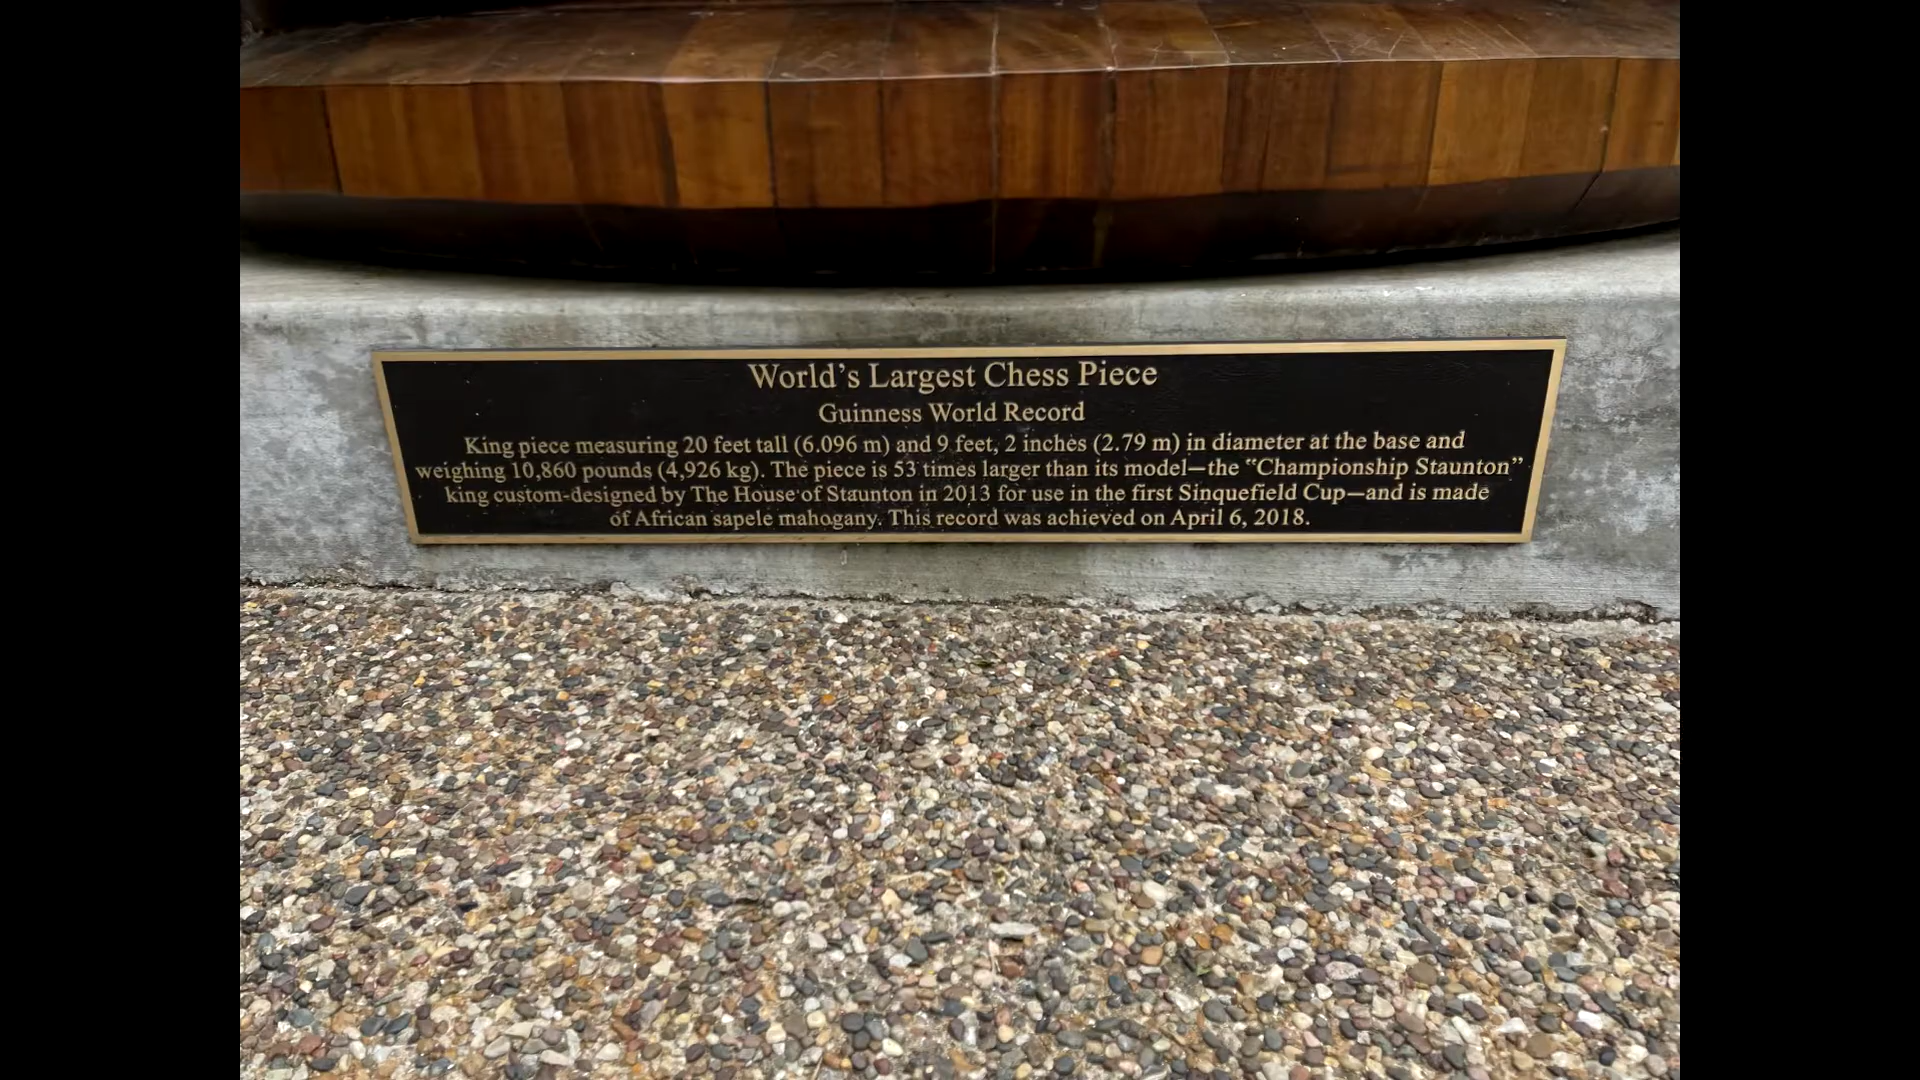 World's Largest Chess Piece
Guinness World Record
King piece measuring 20 feet tall (6.096 m) and 9 feet, 2 inches (2.79 m) in diameter at the base and
weighing 10,860 pounds (4,926 kg). The piece is 53 times larger than its model—the “Championship Staunton”
king custom-designed by The House of Staunton in 2013 for use in the first Sinquefield Cup—and is made
of African sapele mahogany. This record was achieved on April 6, 2018.